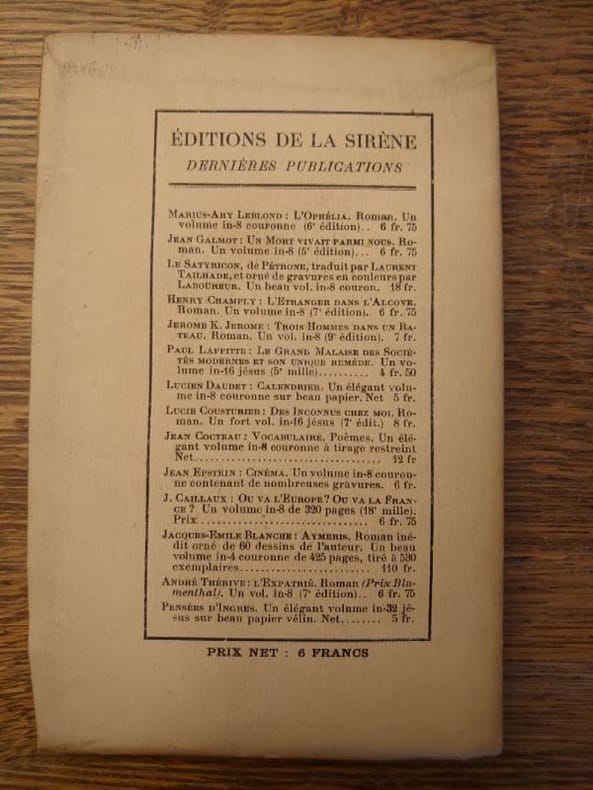 ÉDITIONS DE LA SIRÈNE
DERNIÈRES PUBLICATIONS
MARIUS-ARY LEBLOND : L'OPHÉLIA. Roman. Un
volume in-8 couronne (6e édition).. 6 fr. 75
JEAN GALMOT : UN MORT VIVAIT PARMI NOUS. Ro-
man. Un volume in-8 (5e édition)... 6 fr. 75
LE SATYRICON, de PÉTRONE, traduit par LAURENT
TAILHADE, et orné de gravures en couleurs par
LABOUREUR. Un beau vol. in-8 couron. 18 fr.
HENRY CHAMPLY : L'ETRANGER DANS L'ALCOVE.
Roman. Un volume in-8 (7e édition). 6 fr. 75
JEROME K. JEROME : TROIS HOMMES DANS UN BA-
TEAU. Roman. Un vol. in-8 (9e édition). 7 fr.
PAUL LAFFITTE : LE GRAND MALAISE DES SOCIÉ-
TÉS MODERNES ET SON UNIQUE REMÈDE. Un vo-
lume in-16 jésus (5e mille).......... 4 fr. 50
LUCIEN DAUDET : CALENDRIER. Un élégant volu-
me in-8 couronne sur beau papier. Net 5 fr.
LUCIE COUSTURIER : DES INCONNUS CHEZ MOI. Ro-
man. Un fort vol. in-16 jésus (7e édit.) 8 fr.
JEAN COCTEAU : VOCABULAIRE, Poèmes. Un élé-
gant volume in-8 couronne à tirage restreint
Net.................................... 12 fr
JEAN EPSTEIN : CINÉMA. Un volume in-8 couron-
ne contenant de nombreuses gravures. 6 fr.
J. CAILLAUX : OU VA L'EUROPE ? OU VA LA FRAN-
CE ? Un volume in-8 de 320 pages (18e mille).
Prix ................................ 6 fr. 75
JACQUES-EMILE BLANCHE : AYMERIS. Roman iné-
dit orné de 60 dessins de l'auteur. Un beau
volume in-4 couronne de 425 pages, tiré à 530
exemplaires......................... 110 fr.
ANDRÉ THÉRIVE : L'EXPATRIÉ. Roman (Prix Blu-
menthal). Un vol. in-8 (7e édition).. 6 fr. 75
PENSÉES D'INGRES. Un élégant volume in-32 jé-
sus sur beau papier vélin. Net........ 5 fr.
PRIX NET : 6 FRANCS